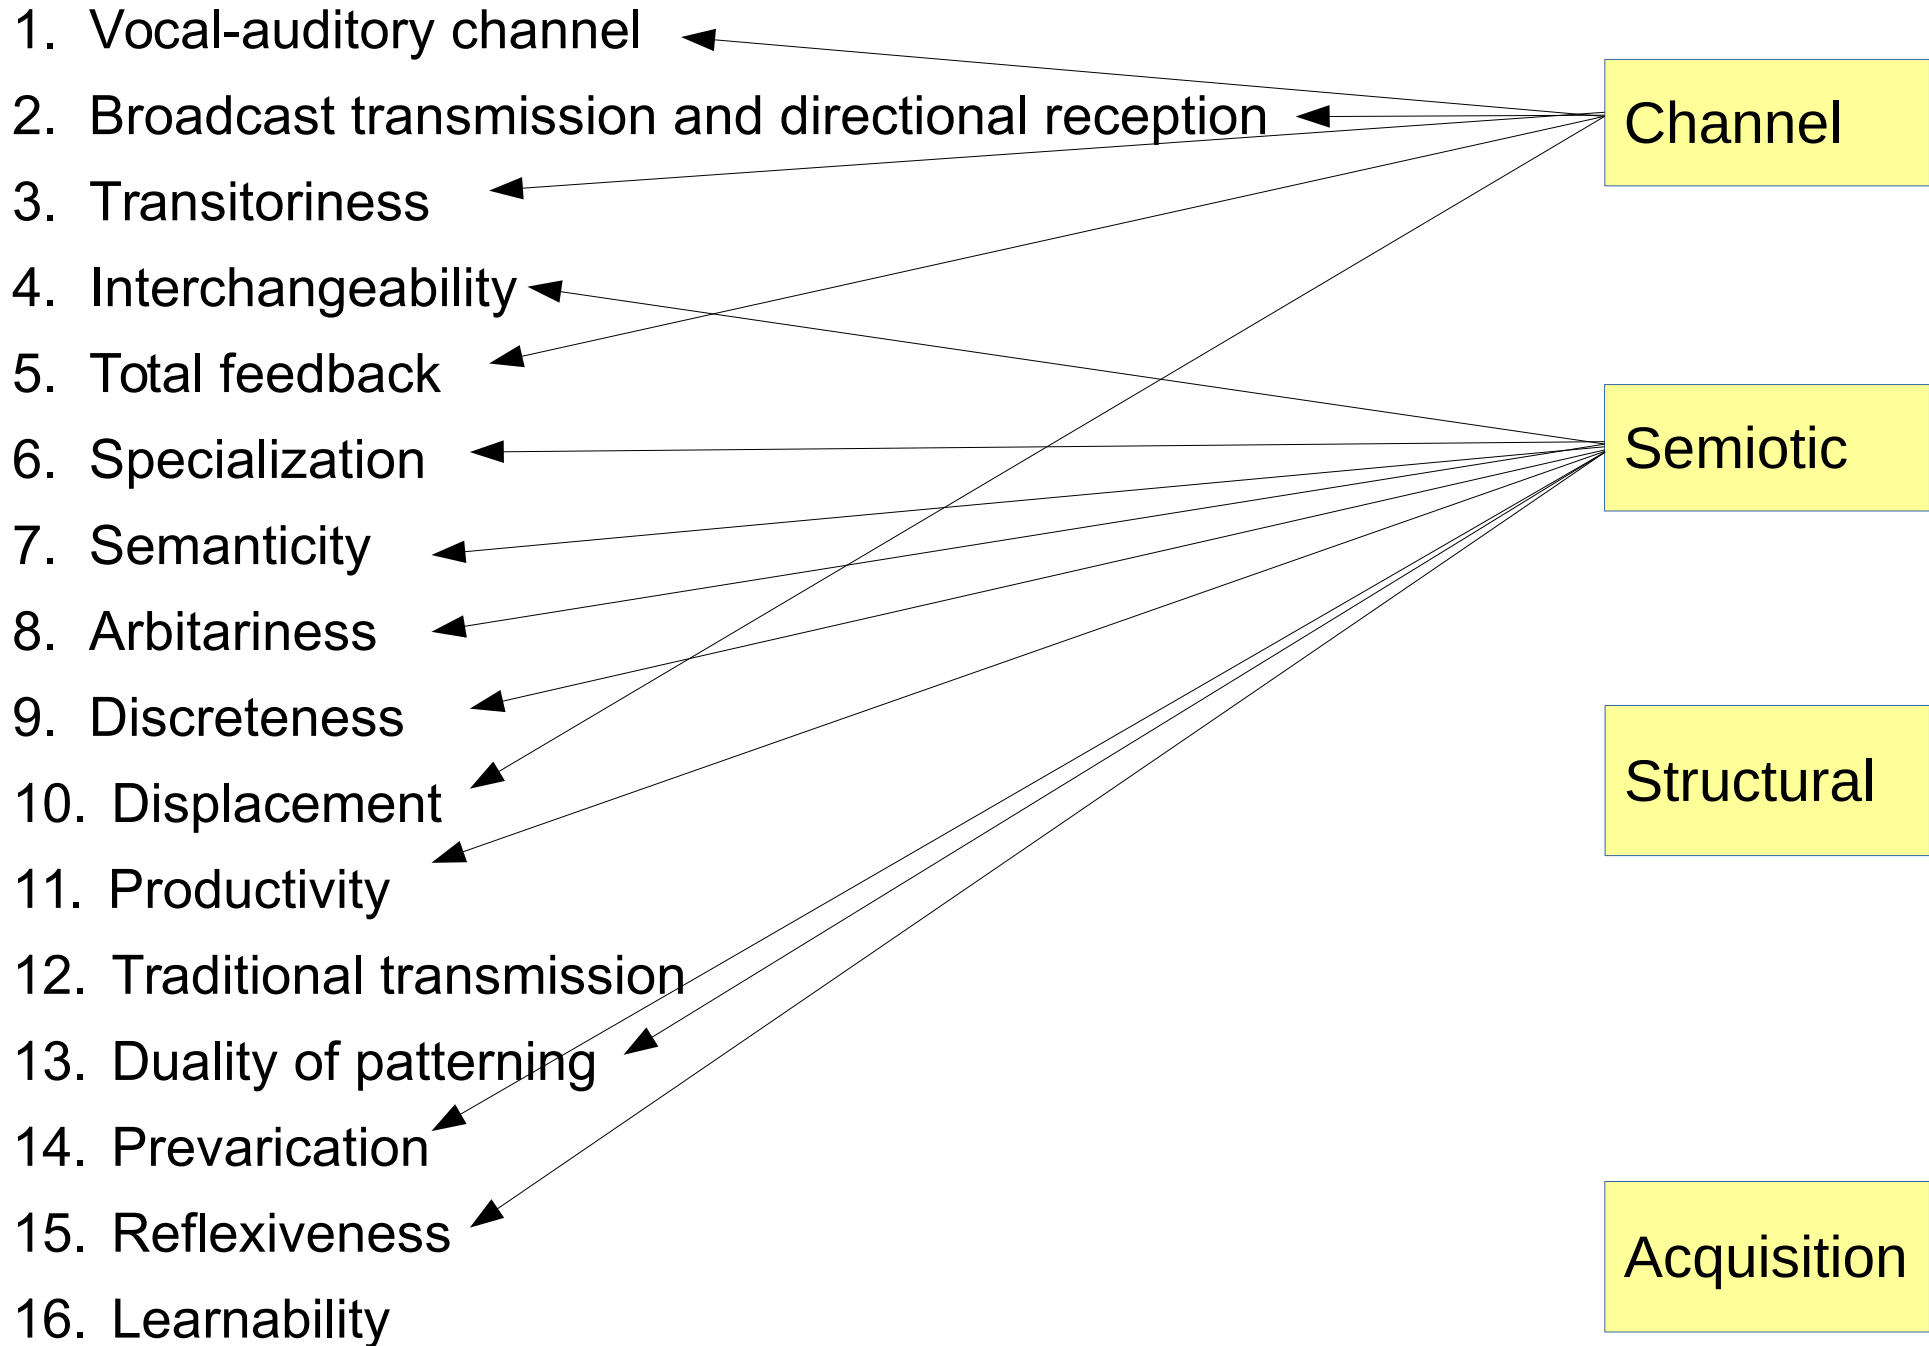 1. Vocal-auditory channel
2. Broadcast transmission and directional reception
3. Transitoriness
4. Interchangeability
5. Total feedback
6. Specialization
7. Semanticity
8. Arbitariness
9. Discreteness
10. Displacement
11. Productivity
12. Traditional transmission
13. Duality of patterning
14. Prevarication
15. Reflexiveness
16. Learnability
Channel
Semiotic
Structural
Acquisition